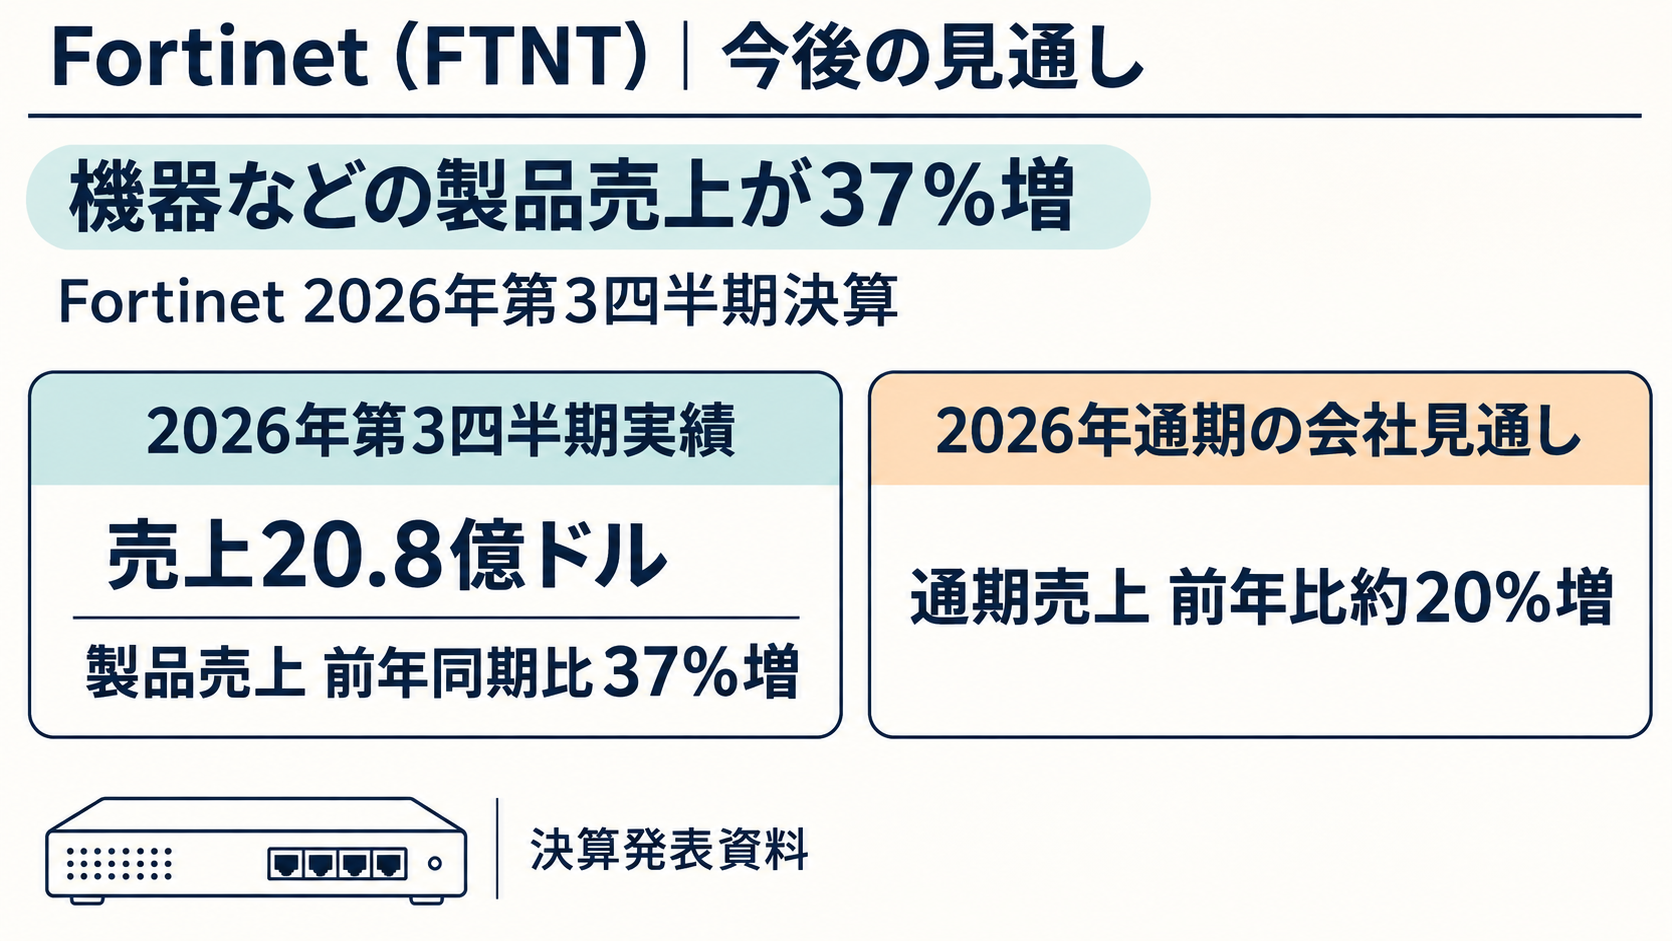 Fortinet（FTNT）｜今後の見通し
機器などの製品売上が37%増
Fortinet 2026年第3四半期決算
2026年第3四半期実績
売上20.8億ドル
製品売上 前年同期比37%増
2026年通期の会社見通し
通期売上 前年比約20%増
決算発表資料